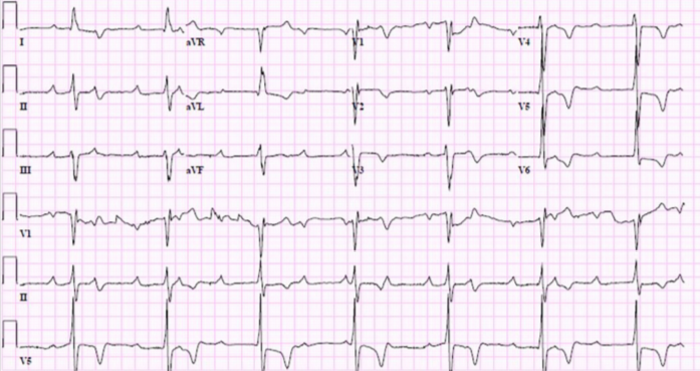 I aVR V1 V4
II aVL V2 V5
III aVF V3 V6
V1
II
V5